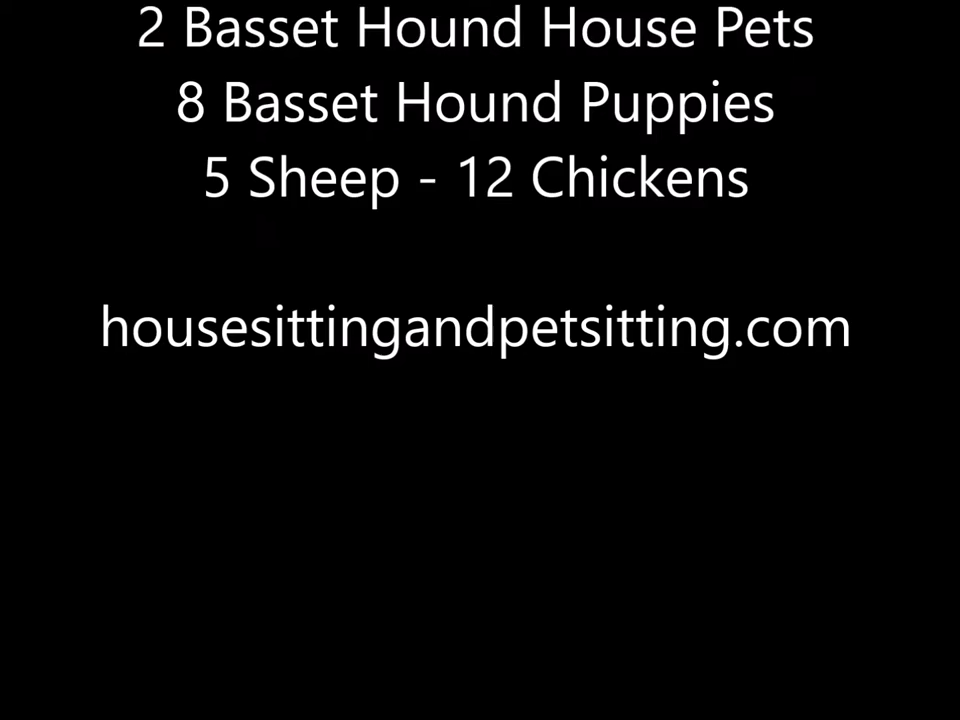 2 Basset Hound House Pets
8 Basset Hound Puppies
5 Sheep - 12 Chickens
housesittingandpetsitting.com